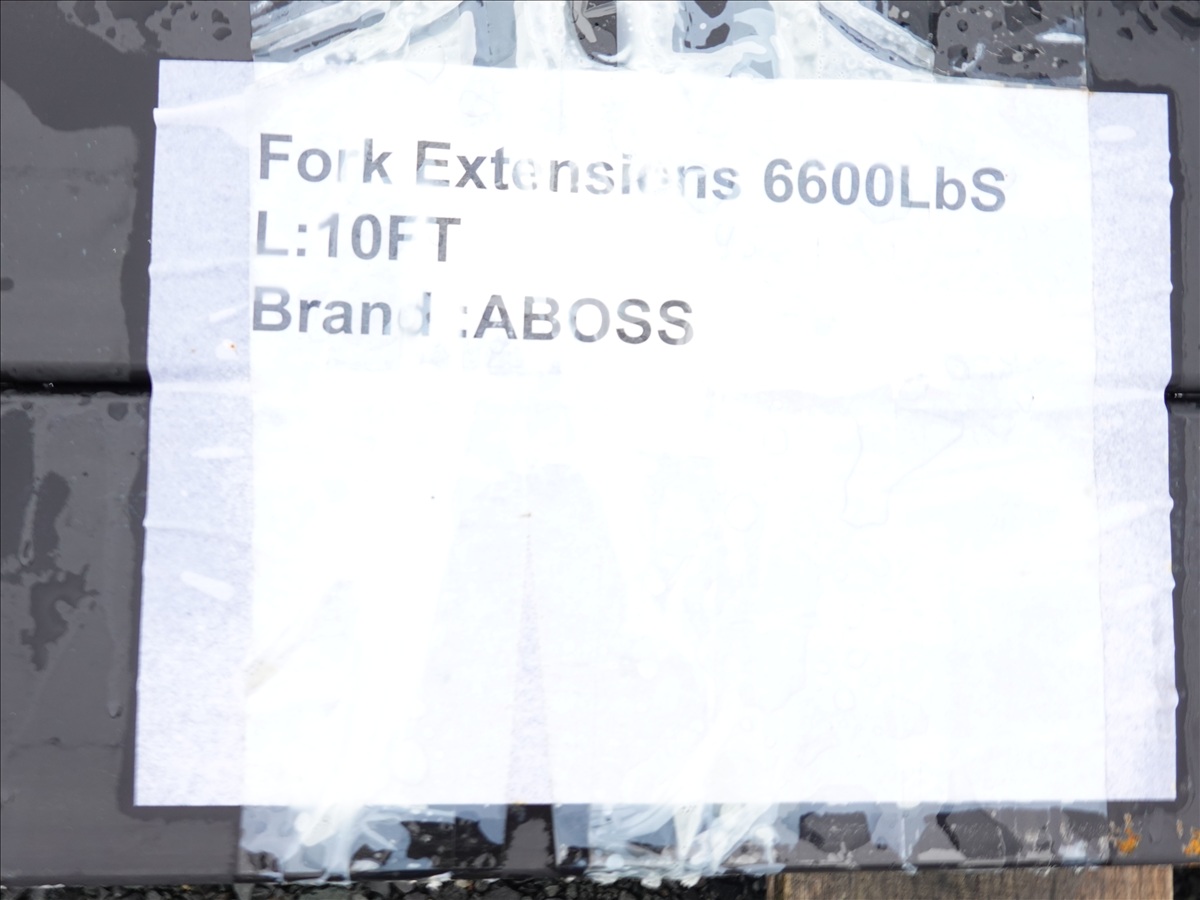 Fork Extensions 6600LbS
L:10FT
Brand :ABOSS